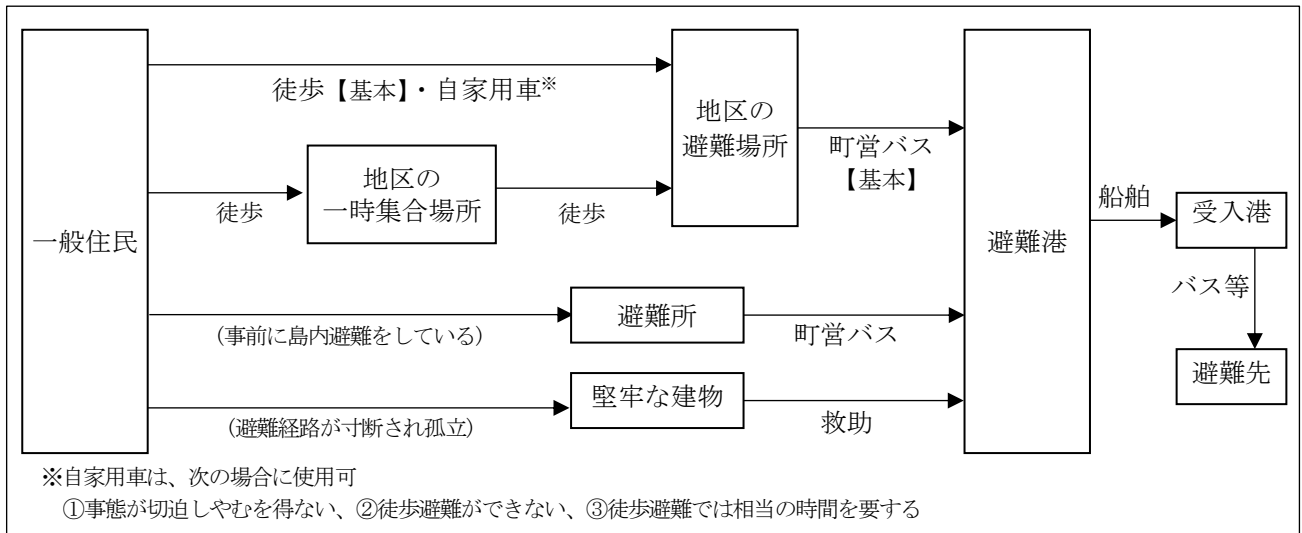 一般住民
徒歩【基本】・自家用車※
徒歩
地区の
一時集合場所
徒歩
地区の
避難場所
町営バス
【基本】
(事前に島内避難をしている)
避難所
町営バス
(避難経路が寸断され孤立)
堅牢な建物
救助
避難港
船舶
受入港
バス等
避難先
※自家用車は、次の場合に使用可
①事態が切迫しやむを得ない、②徒歩避難ができない、③徒歩避難では相当の時間を要する